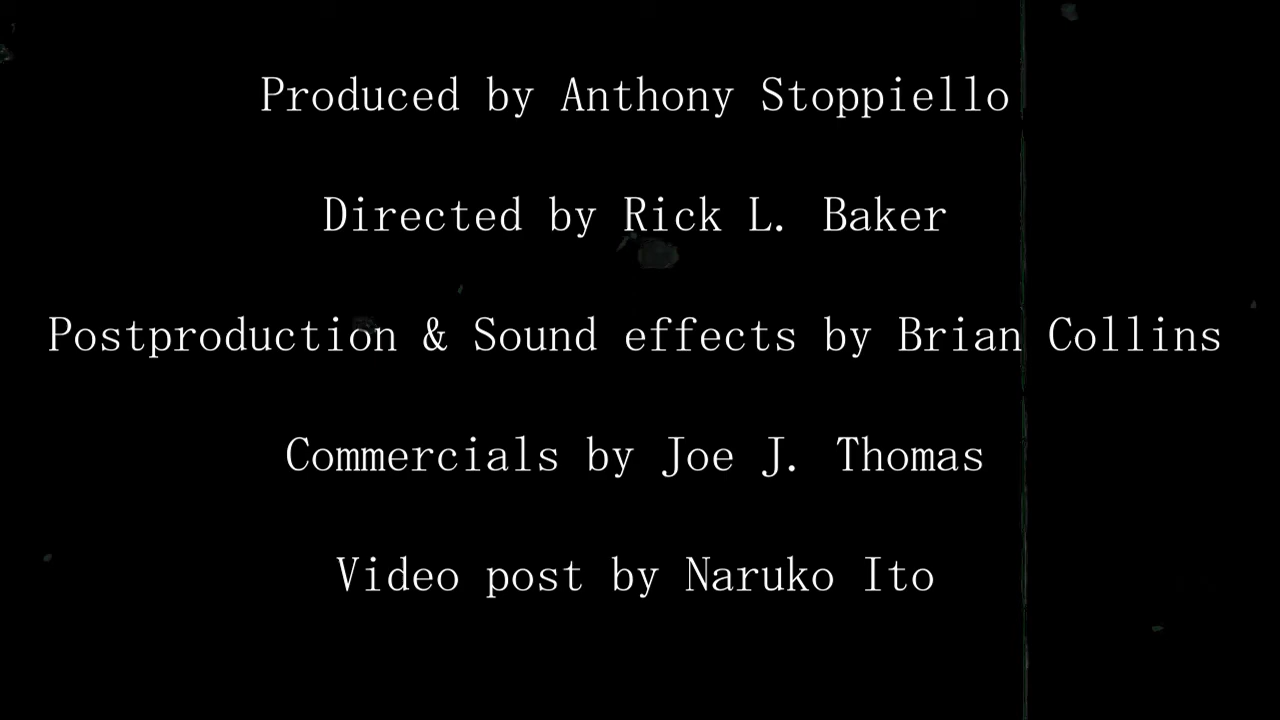 Produced by Anthony Stoppiello
Directed by Rick L. Baker
Postproduction & Sound effects by Brian Collins
Commercials by Joe J. Thomas
Video post by Naruko Ito